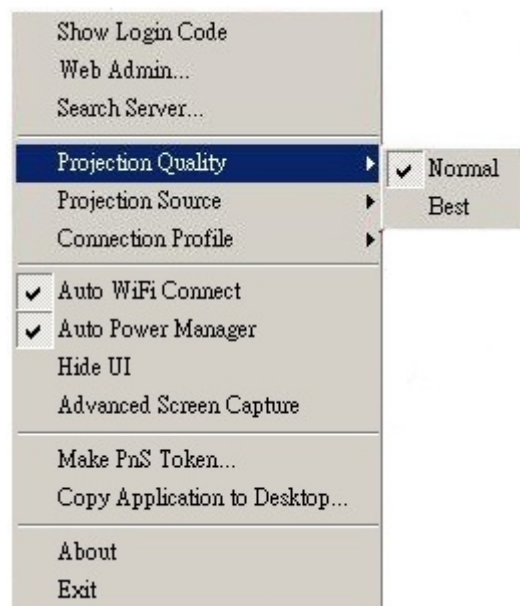 Show Login Code
Web Admin...
Search Server...
Projection Quality
Normal
Best
Projection Source
Connection Profile
Auto WiFi Connect
Auto Power Manager
Hide UI
Advanced Screen Capture
Make PnS Token...
Copy Application to Desktop...
About
Exit